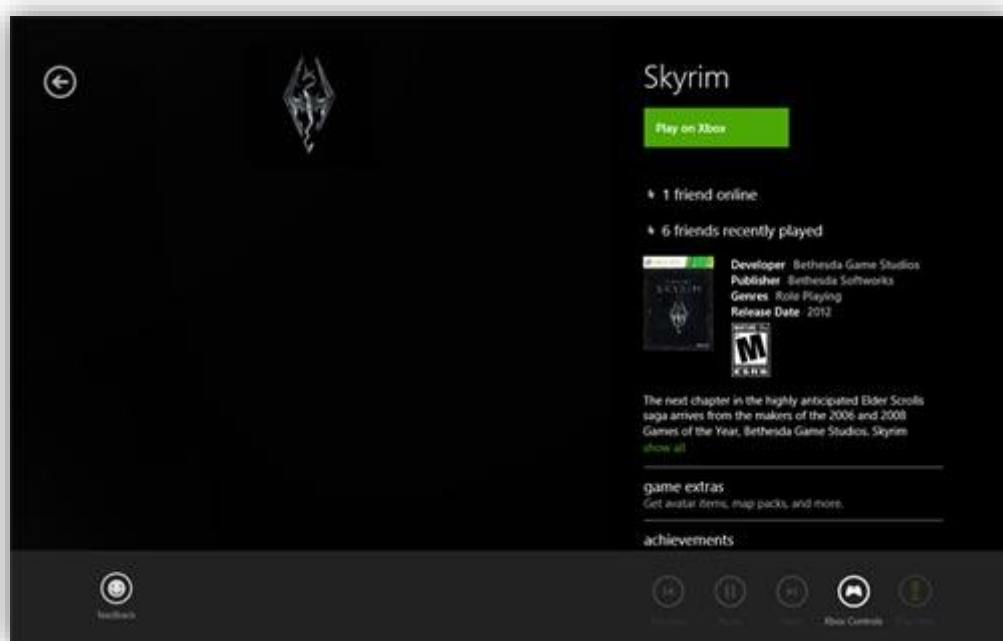 Skyrim
Play on Xbox
1 friend online
6 friends recently played
SKYRIM
Developer Bethesda Game Studios
Publisher Bethesda Softworks
Genres Role Playing
Release Date 2012
M
ESRB
The next chapter in the highly anticipated Elder Scrolls
saga arrives from the makers of the 2006 and 2008
Games of the Year, Bethesda Game Studios. Skyrim
show all
game extras
Get avatar items, map packs, and more.
achievements
feedback
Xbox Controls